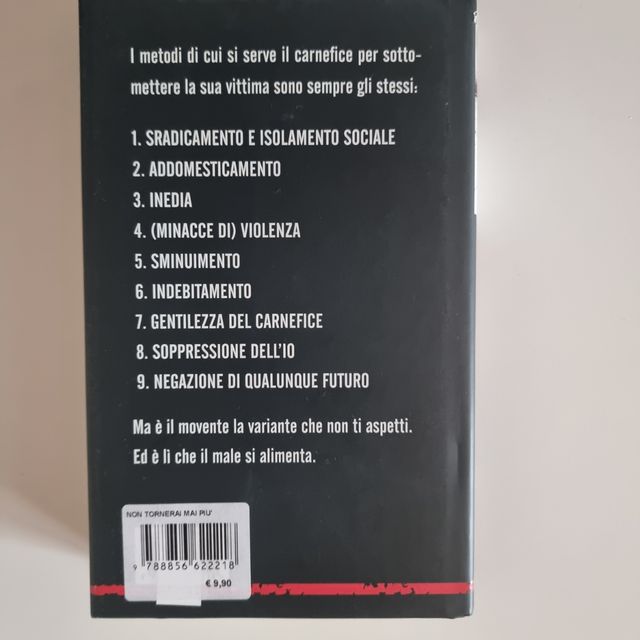 I metodi di cui si serve il carnefice per sotto-
mettere la sua vittima sono sempre gli stessi:
1. SRADICAMENTO E ISOLAMENTO SOCIALE
2. ADDOMESTICAMENTO
3. INEDIA
4. (MINACCE DI) VIOLENZA
5. SMINUIMENTO
6. INDEBITAMENTO
7. GENTILEZZA DEL CARNEFICE
8. SOPPRESSIONE DELL'IO
9. NEGAZIONE DI QUALUNQUE FUTURO
Ma è il movente la variante che non ti aspetti.
Ed è lì che il male si alimenta.
NON TORNERAI MAI PIU'
9 788856 622218
€ 9,90